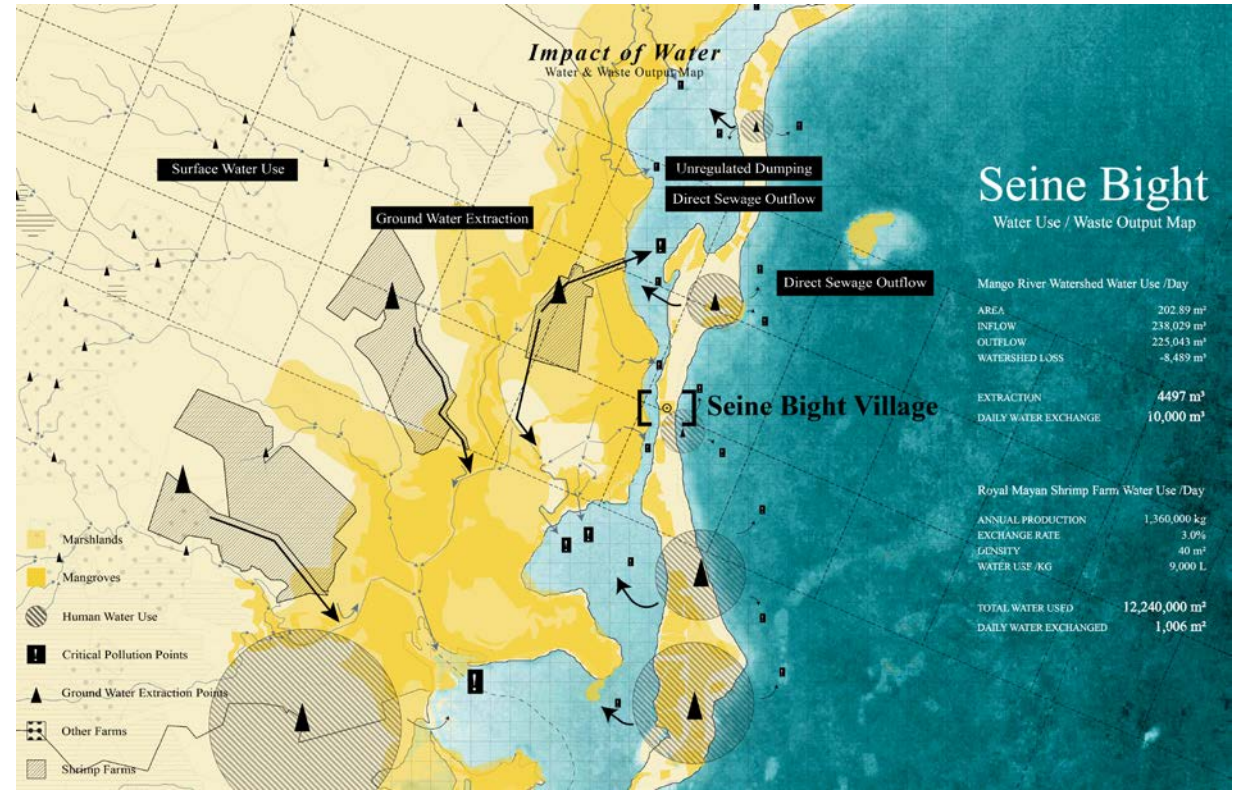 Impact of Water
Water & Waste Output Map
Surface Water Use
Unregulated Dumping
Direct Sewage Outflow
Ground Water Extraction
Direct Sewage Outflow
Seine Bight Village
Marshlands
Mangroves
Human Water Use
! Critical Pollution Points
Ground Water Extraction Points
Other Farms
Shrimp Farms
Seine Bight
Water Use / Waste Output Map
Mango River Watershed Water Use /Day
AREA 202.89 m²
INFLOW 238,029 m³
OUTFLOW 225,043 m³
WATERSHED LOSS -8,489 m³
EXTRACTION 4497 m³
DAILY WATER EXCHANGE 10,000 m³
Royal Mayan Shrimp Farm Water Use /Day
ANNUAL PRODUCTION 1,360,000 kg
EXCHANGE RATE 3.0%
DENSITY 40 m²
WATER USE /KG 9,000 L
TOTAL WATER USED 12,240,000 m²
DAILY WATER EXCHANGED 1,006 m²